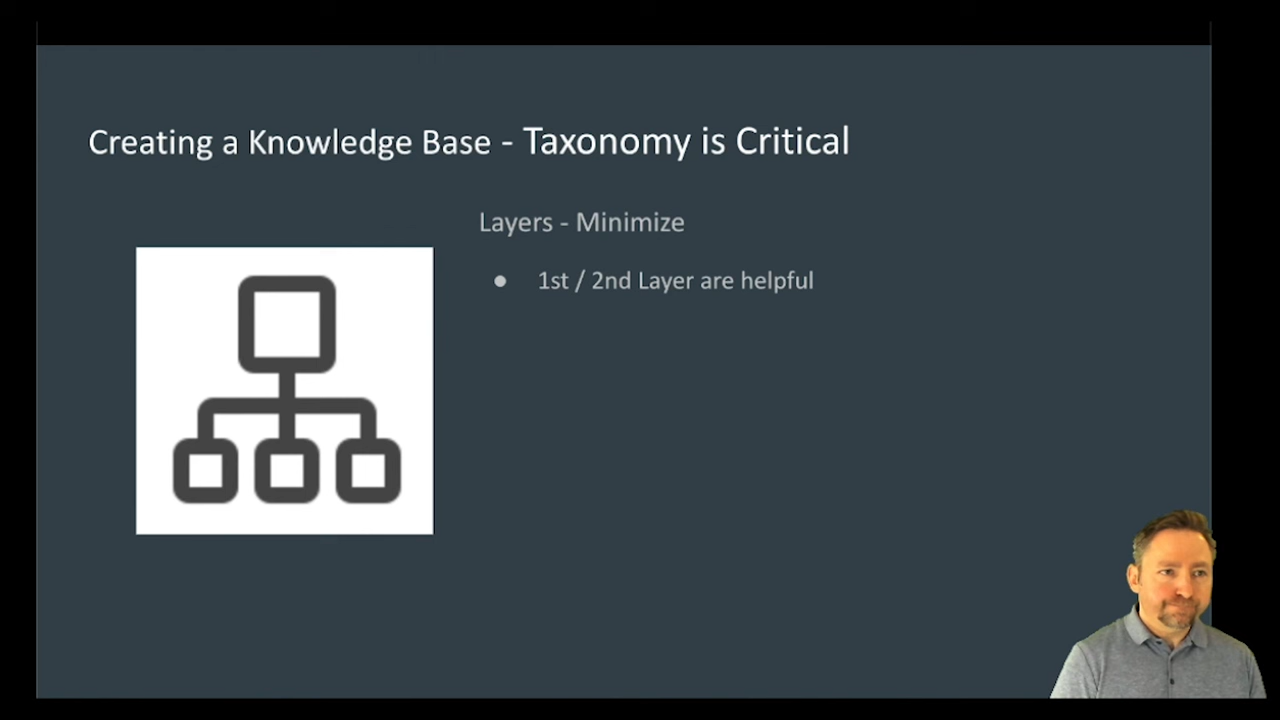 Creating a Knowledge Base - Taxonomy is Critical
Layers - Minimize
● 1st / 2nd Layer are helpful